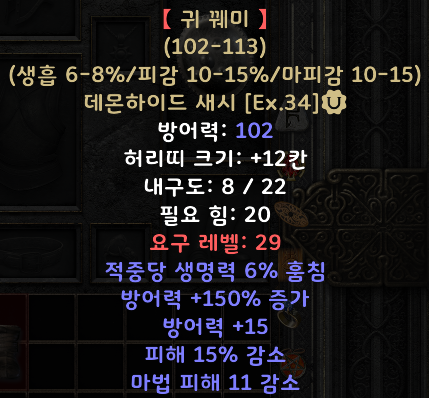 【 귀 꿰미 】
(102-113)
(생흡 6-8%/피감 10-15%/마피감 10-15)
데몬하이드 새시 [Ex.34]
방어력: 102
허리띠 크기: +12칸
내구도: 8 / 22
필요 힘: 20
요구 레벨: 29
적중당 생명력 6% 훔침
방어력 +150% 증가
방어력 +15
피해 15% 감소
마법 피해 11 감소